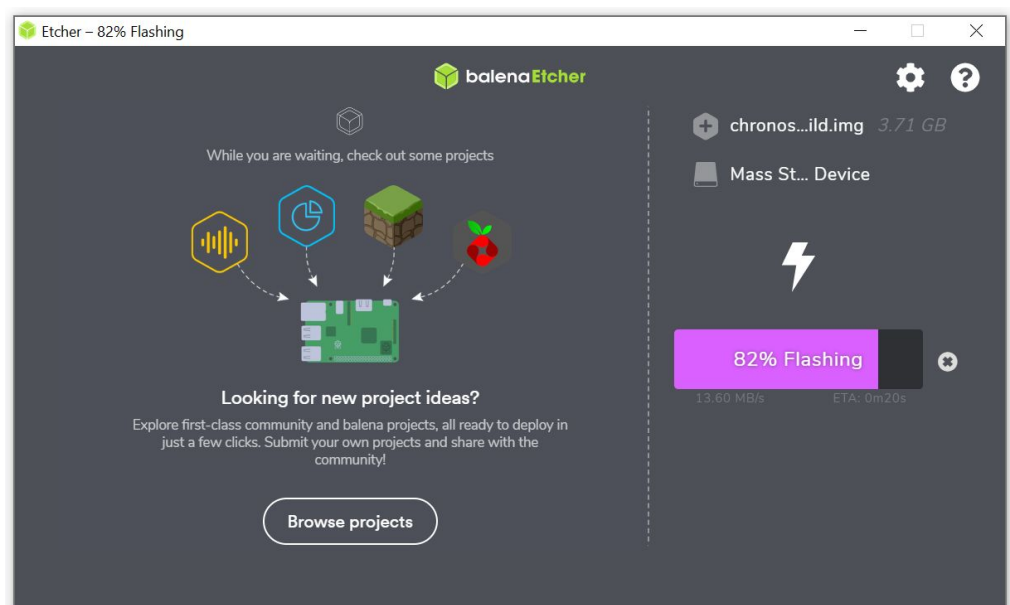 Etcher – 82% Flashing
balenaEtcher
While you are waiting, check out some projects
Looking for new project ideas?
Explore first-class community and balena projects, all ready to deploy in
just a few clicks. Submit your own projects and share with the
community!
Browse projects
chronos...ild.img 3.71 GB
Mass St... Device
82% Flashing
13.60 MB/s ETA: 0m20s